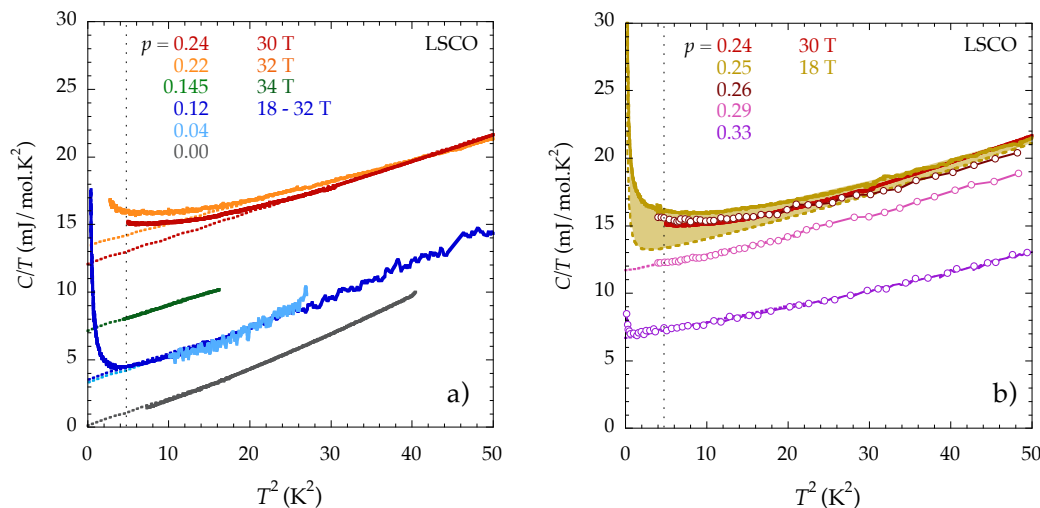 30
25
20
15
10
5
0
C/T (mJ/mol.K²)
p = 0.24 30 T
0.22 32 T
0.145 34 T
0.12 18 - 32 T
0.04
0.00
LSCO
a)
0 10 20 30 40 50
T² (K²)
30
25
20
15
10
5
0
C/T (mJ/mol.K²)
p = 0.24 30 T
0.25 18 T
0.26
0.29
0.33
LSCO
b)
0 10 20 30 40 50
T² (K²)